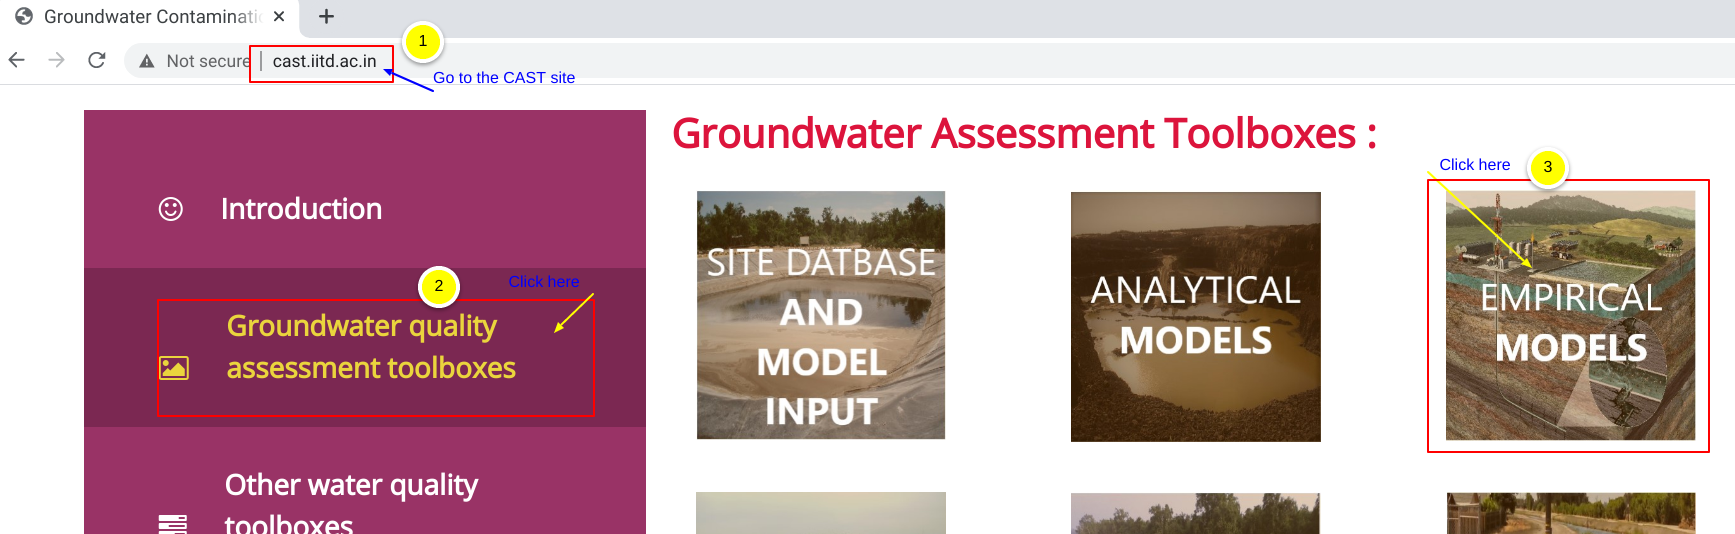 Groundwater Contaminatio
1
Not secure
cast.iitd.ac.in
Go to the CAST site
Introduction
2
Click here
Groundwater quality
assessment toolboxes
Other water quality
toolboxes
Groundwater Assessment Toolboxes :
SITE DATBASE
AND
MODEL
INPUT
ANALYTICAL
MODELS
Click here
3
EMPIRICAL
MODELS